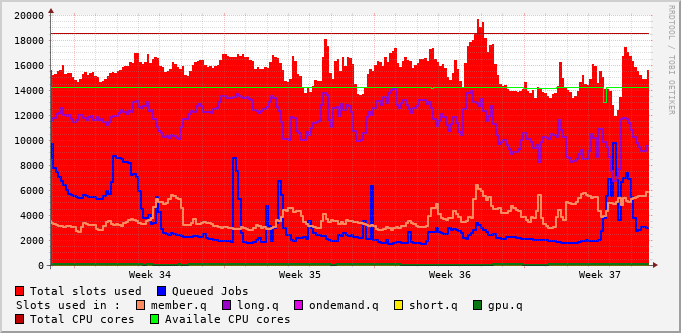 20000
18000
16000
14000
12000
10000
8000
6000
4000
2000
0
Week 34 Week 35 Week 36 Week 37
Total slots used Queued Jobs
Slots used in : member.q long.q ondemand.q short.q gpu.q
Total CPU cores Availale CPU cores
RRDTOOL / TOBI OETIKER